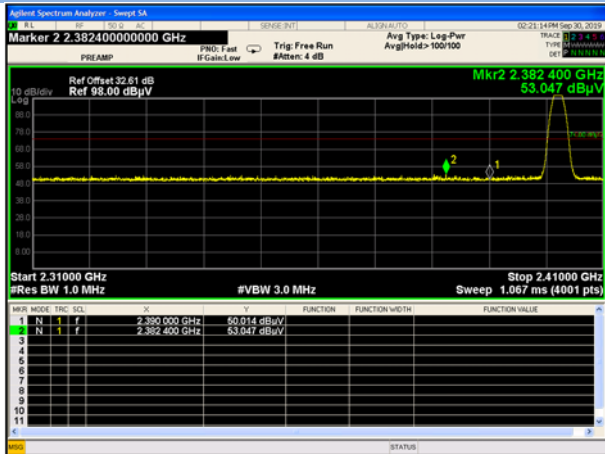 Agilent Spectrum Analyzer - Swept SA
RL RF 50 Ω AC SENSE:INT ALIGNAUTO 02:21:14 PM Sep 30, 2019
Marker 2 2.382400000000 GHz
PREAMP
PNO: Fast
IFGain:Low
Trig: Free Run
#Atten: 4 dB
Avg Type: Log-Pwr
Avg|Hold>100/100
TRACE 1 2 3 4 5 6
TYPE
DET P N N N N N
Mkr2 2.382 400 GHz
53.047 dBµV
Ref Offset 32.61 dB
Ref 98.00 dBµV
10 dB/div
Log
88.0
78.0
68.0
58.0
48.0
38.0
28.0
18.0
8.00
2
1
Start 2.31000 GHz
Stop 2.41000 GHz
#Res BW 1.0 MHz
#VBW 3.0 MHz
Sweep 1.067 ms (4001 pts)
MKR MODE TRC SCL X Y FUNCTION FUNCTION WIDTH FUNCTION VALUE
1 N 1 f 2.390 000 GHz 50.014 dBµV
2 N 1 f 2.382 400 GHz 53.047 dBµV
3
4
5
6
7
8
9
10
11
MSG
STATUS